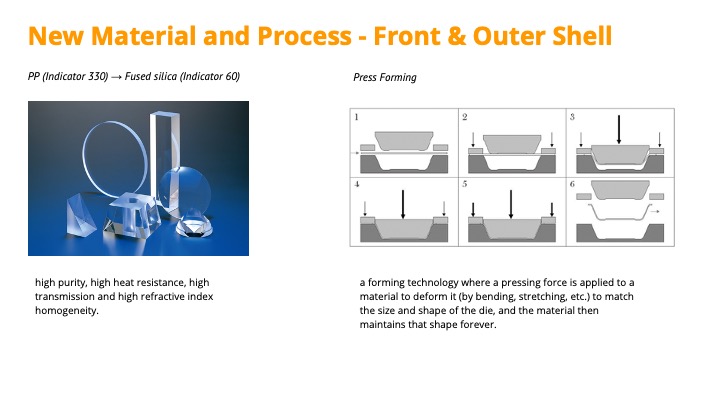 New Material and Process - Front & Outer Shell
PP (Indicator 330) → Fused silica (Indicator 60)
Press Forming
1
2
3
4
5
6
high purity, high heat resistance, high
transmission and high refractive index
homogeneity.
a forming technology where a pressing force is applied to a
material to deform it (by bending, stretching, etc.) to match
the size and shape of the die, and the material then
maintains that shape forever.